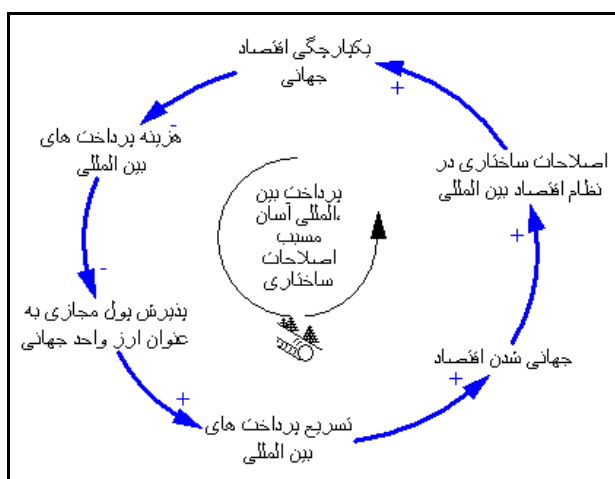 یکپارچگی اقتصاد
جهانی
+
-
هزینه پرداخت های
بین المللی
اصلاحات ساختاری در
نظام اقتصاد بین المللی
پرداخت بین
المللی آسان،
مسبب
اصلاحات
ساختاری
+
-
پذیرش پول مجازی به
عنوان ارز واحد جهانی
جهانی شدن اقتصاد
+
+
تسریع پرداخت های
بین المللی